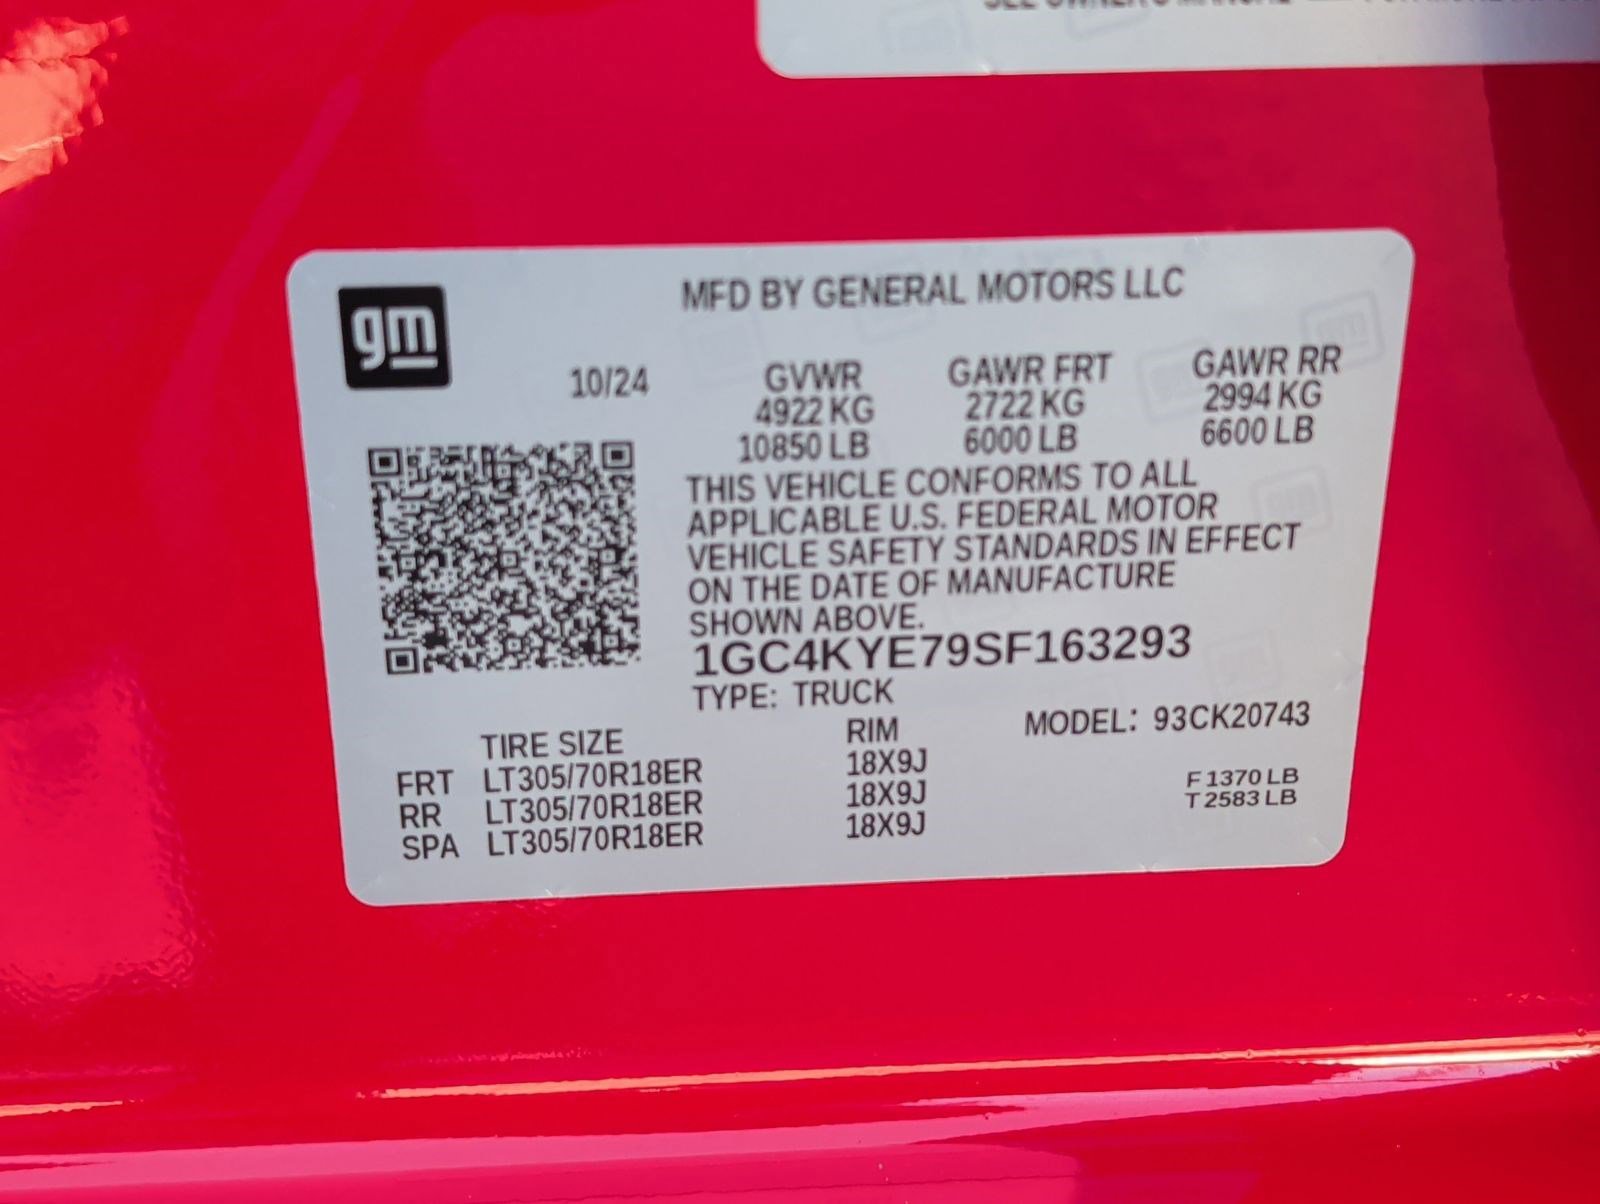 SEE OWNER'S MANUAL
gm
MFD BY GENERAL MOTORS LLC
10/24 GVWR GAWR FRT GAWR RR
4922 KG 2722 KG 2994 KG
10850 LB 6000 LB 6600 LB
THIS VEHICLE CONFORMS TO ALL
APPLICABLE U.S. FEDERAL MOTOR
VEHICLE SAFETY STANDARDS IN EFFECT
ON THE DATE OF MANUFACTURE
SHOWN ABOVE.
1GC4KYE79SF163293
TYPE: TRUCK
MODEL: 93CK20743
TIRE SIZE RIM
FRT LT305/70R18ER 18X9J
RR LT305/70R18ER 18X9J
SPA LT305/70R18ER 18X9J
F 1370 LB
T 2583 LB